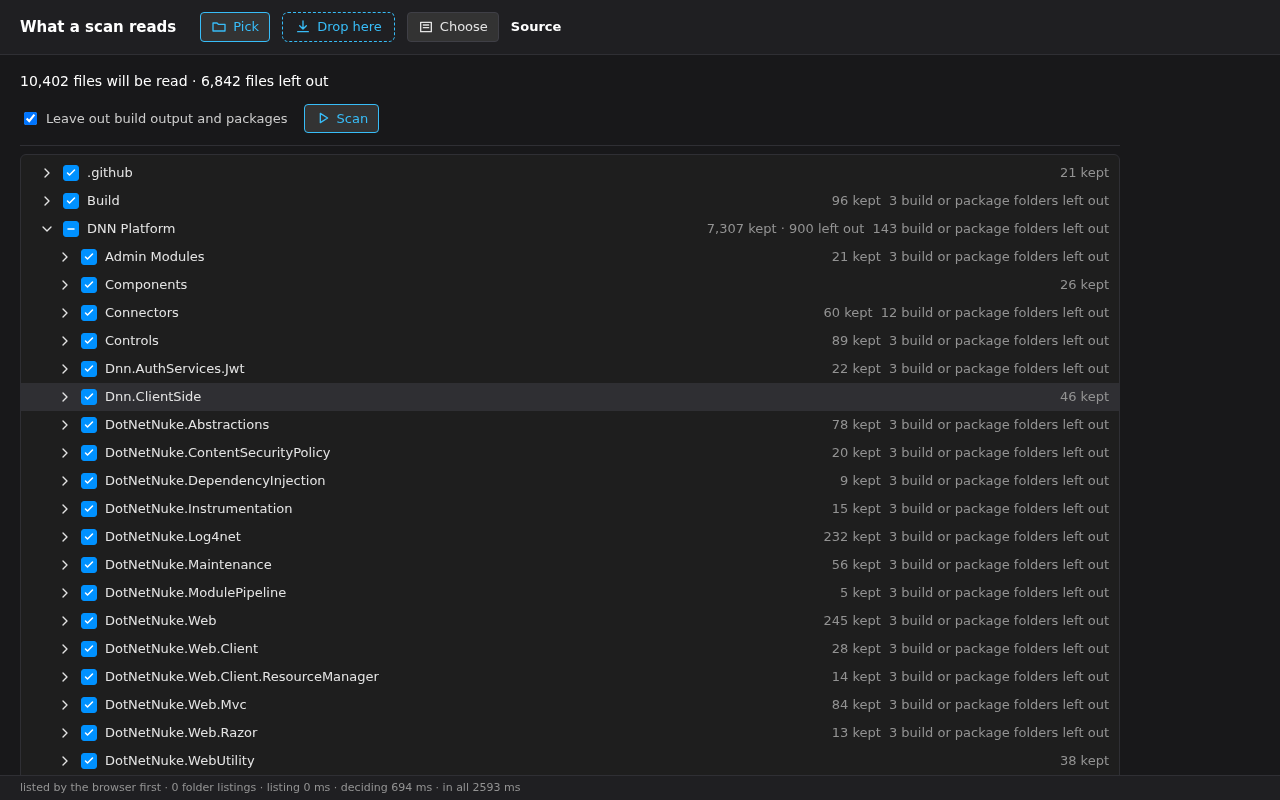 What a scan reads Pick Drop here Choose Source
10,402 files will be read · 6,842 files left out
Leave out build output and packages Scan
.github 21 kept
Build 96 kept 3 build or package folders left out
DNN Platform 7,307 kept · 900 left out 143 build or package folders left out
Admin Modules 21 kept 3 build or package folders left out
Components 26 kept
Connectors 60 kept 12 build or package folders left out
Controls 89 kept 3 build or package folders left out
Dnn.AuthServices.Jwt 22 kept 3 build or package folders left out
Dnn.ClientSide 46 kept
DotNetNuke.Abstractions 78 kept 3 build or package folders left out
DotNetNuke.ContentSecurityPolicy 20 kept 3 build or package folders left out
DotNetNuke.DependencyInjection 9 kept 3 build or package folders left out
DotNetNuke.Instrumentation 15 kept 3 build or package folders left out
DotNetNuke.Log4net 232 kept 3 build or package folders left out
DotNetNuke.Maintenance 56 kept 3 build or package folders left out
DotNetNuke.ModulePipeline 5 kept 3 build or package folders left out
DotNetNuke.Web 245 kept 3 build or package folders left out
DotNetNuke.Web.Client 28 kept 3 build or package folders left out
DotNetNuke.Web.Client.ResourceManager 14 kept 3 build or package folders left out
DotNetNuke.Web.Mvc 84 kept 3 build or package folders left out
DotNetNuke.Web.Razor 13 kept 3 build or package folders left out
DotNetNuke.WebUtility 38 kept
listed by the browser first · 0 folder listings · listing 0 ms · deciding 694 ms · in all 2593 ms